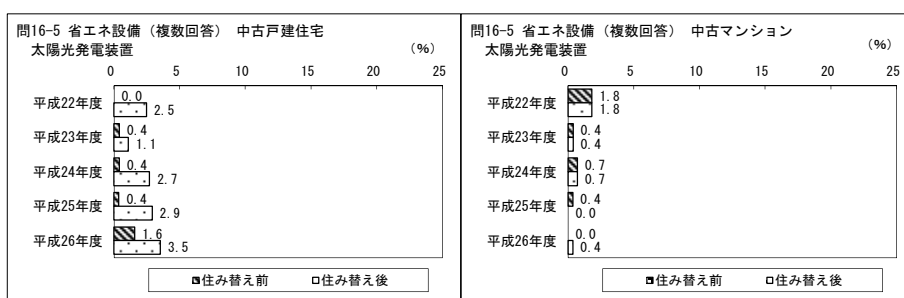 問16-5 省エネ設備（複数回答） 中古戸建住宅
太陽光発電装置
（%）
0 5 10 15 20 25
平成22年度 0.0
2.5
平成23年度 0.4
1.1
平成24年度 0.4
2.7
平成25年度 0.4
2.9
平成26年度 1.6
3.5
住み替え前 住み替え後
問16-5 省エネ設備（複数回答） 中古マンション
太陽光発電装置
（%）
0 5 10 15 20 25
平成22年度 1.8
1.8
平成23年度 0.4
0.4
平成24年度 0.7
0.7
平成25年度 0.4
0.0
平成26年度 0.0
0.4
住み替え前 住み替え後